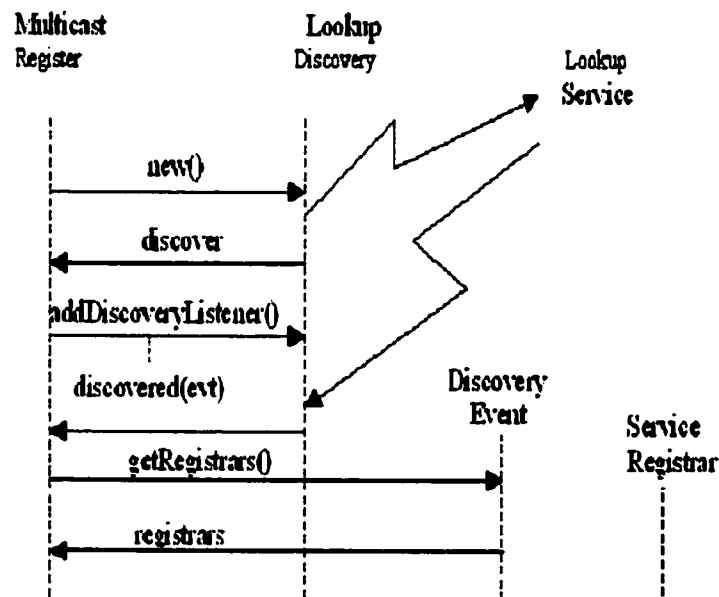 Multicast
Register
Lookup
Discovery
Lookup
Service
new()
discover
addDiscoveryListener()
discovered(evt)
Discovery
Event
Service
Registrar
getRegistrars()
registrars